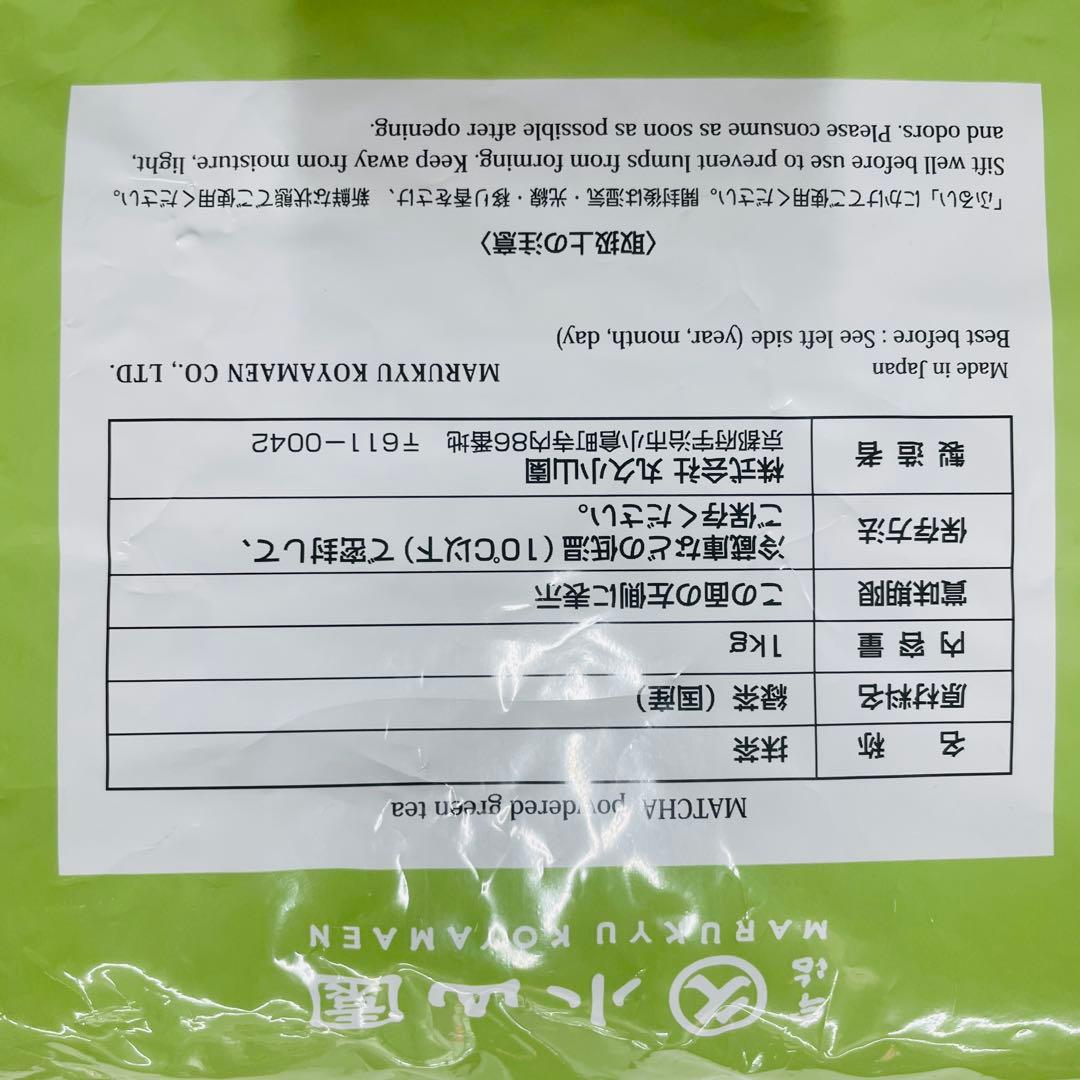 宇治 小山園
MARUKYU KOYAMAEN
MATCHA powdered green tea
名 称 抹茶
原材料名 緑茶(国産)
内容量 1kg
賞味期限 この面の左側に表示
保存方法 冷蔵庫などの低温(10℃以下)で密封して、
ご保存ください。
製造者 株式会社 丸久小山園
京都府宇治市小倉町寺内86番地 〒611-0042
Made in Japan MARUKYU KOYAMAEN CO., LTD.
Best before : See left side (year, month, day)
〈取扱上の注意〉
「ふるい」にかけてご使用ください。開封後は湿気・光線・移り香をさけ、新鮮な状態でご使用ください。
Sift well before use to prevent lumps from forming. Keep away from moisture, light,
and odors. Please consume as soon as possible after opening.